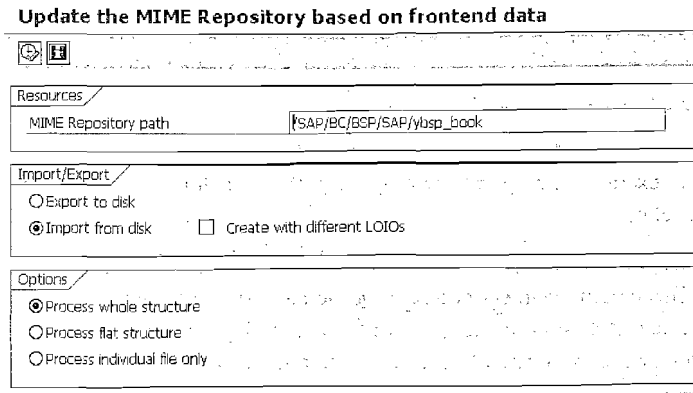 Update the MIME Repository based on frontend data
Resources
MIME Repository path /SAP/BC/BSP/SAP/ybsp_book
Import/Export
Export to disk
Import from disk Create with different LOIOs
Options
Process whole structure
Process flat structure
Process individual file only